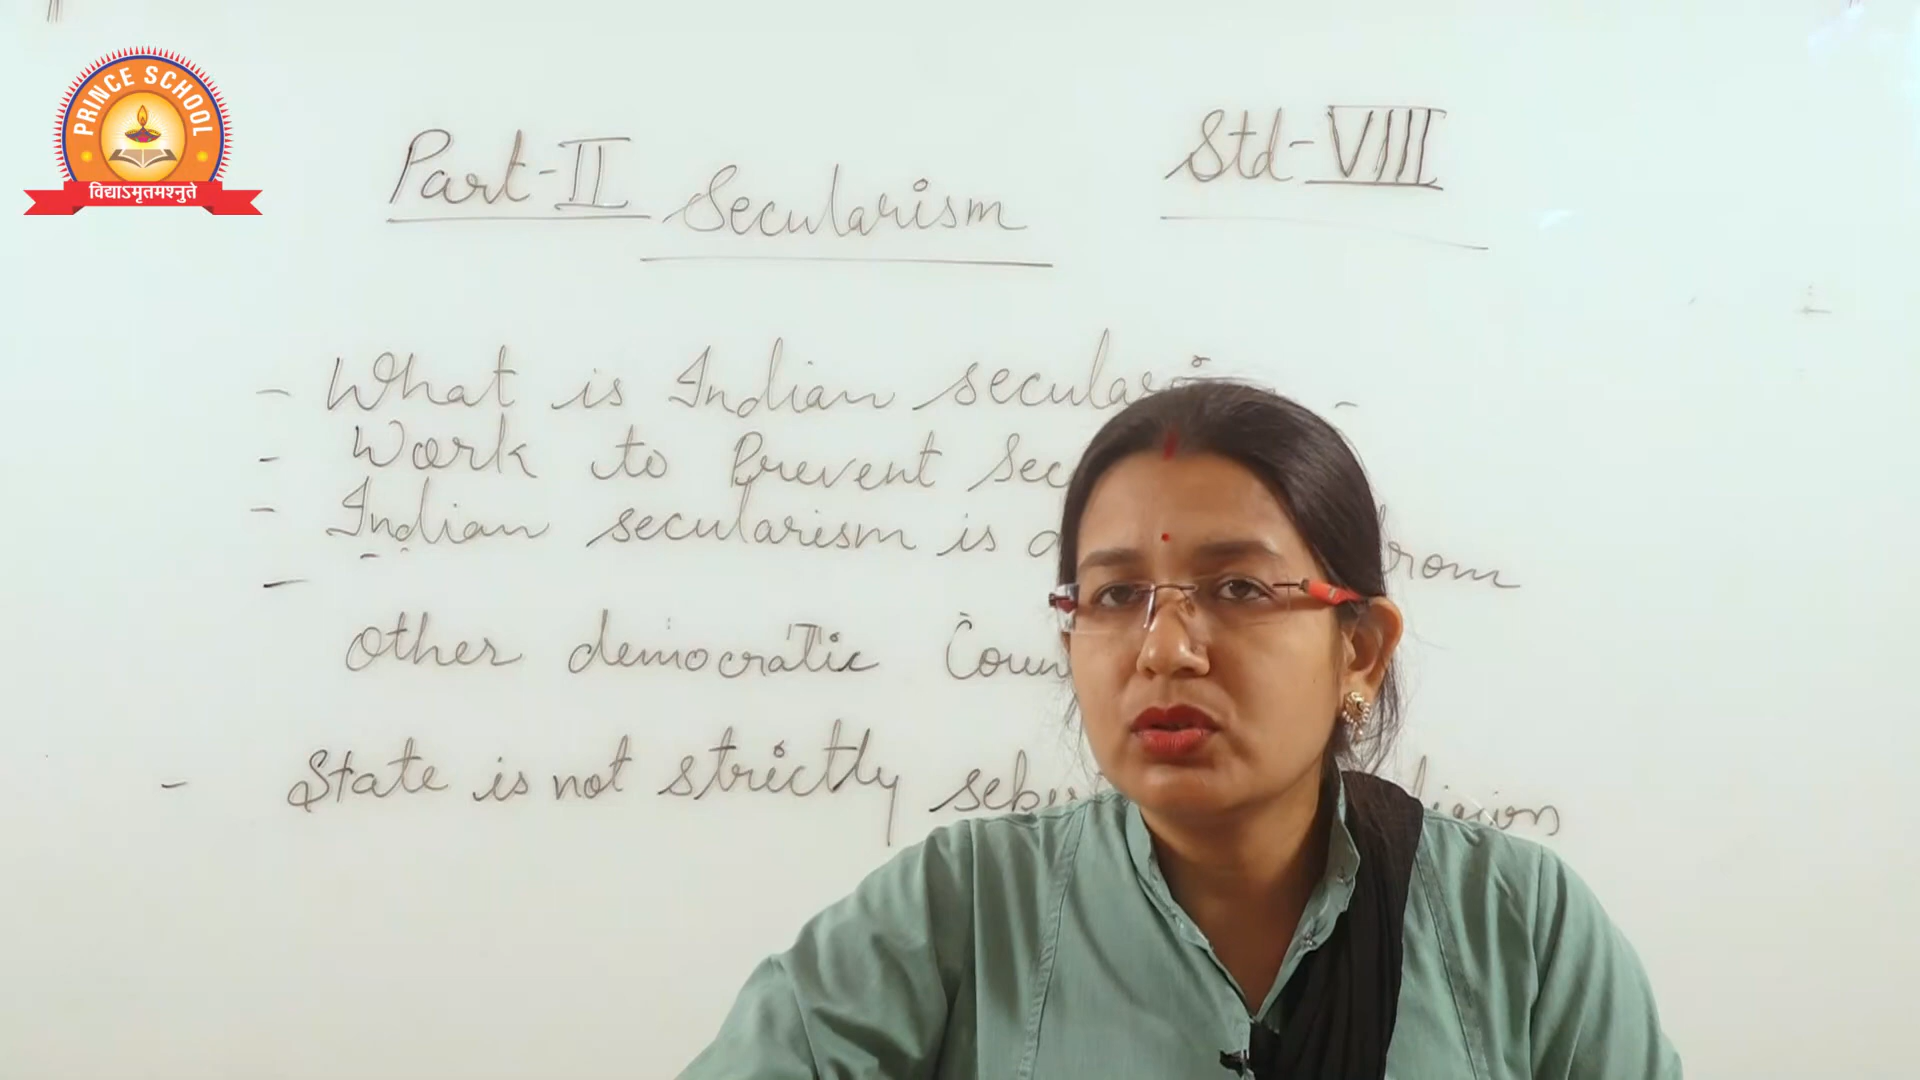 PRINCE SCHOOL
विद्याऽमृतमश्नुते
Part-II
Std-VIII
Secularism
- What is Indian
- Work to Prevent
- Indian secularism is
from
-
Other democratic
- State is not strictly